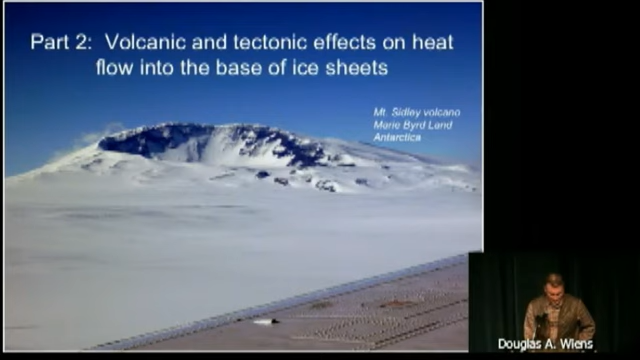 Part 2: Volcanic and tectonic effects on heat
flow into the base of ice sheets
Mt. Sidley volcano
Marie Byrd Land
Antarctica
Douglas A. Wiens